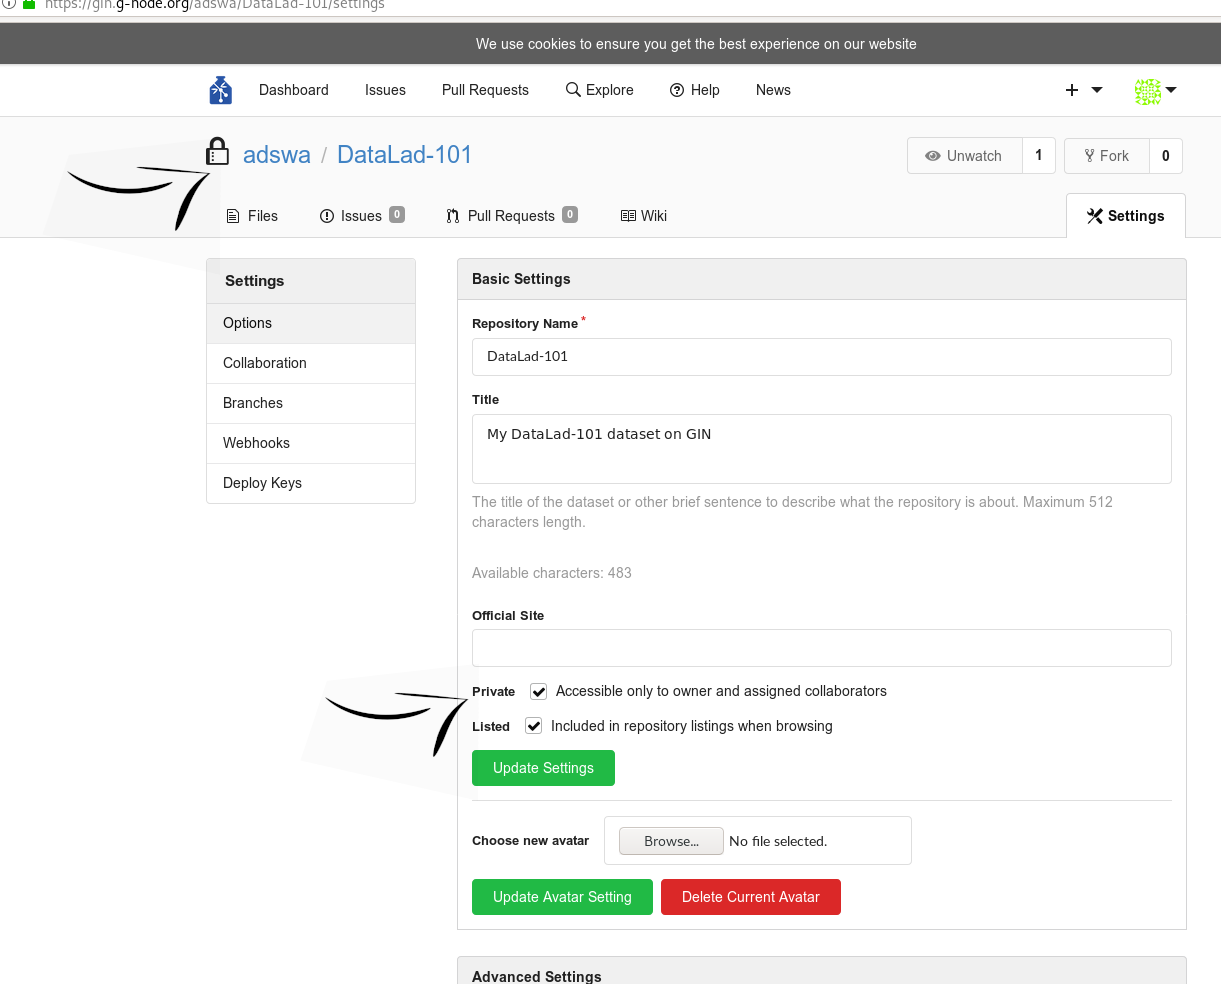 https://gin.g-node.org/adswa/DataLad-101/settings
We use cookies to ensure you get the best experience on our website
Dashboard Issues Pull Requests Explore Help News
adswa / DataLad-101
Unwatch 1 Fork 0
Files Issues 0 Pull Requests 0 Wiki Settings
Settings
Options
Collaboration
Branches
Webhooks
Deploy Keys
Basic Settings
Repository Name *
DataLad-101
Title
My DataLad-101 dataset on GIN
The title of the dataset or other brief sentence to describe what the repository is about. Maximum 512
characters length.
Available characters: 483
Official Site
Private Accessible only to owner and assigned collaborators
Listed Included in repository listings when browsing
Update Settings
Choose new avatar Browse... No file selected.
Update Avatar Setting Delete Current Avatar
Advanced Settings